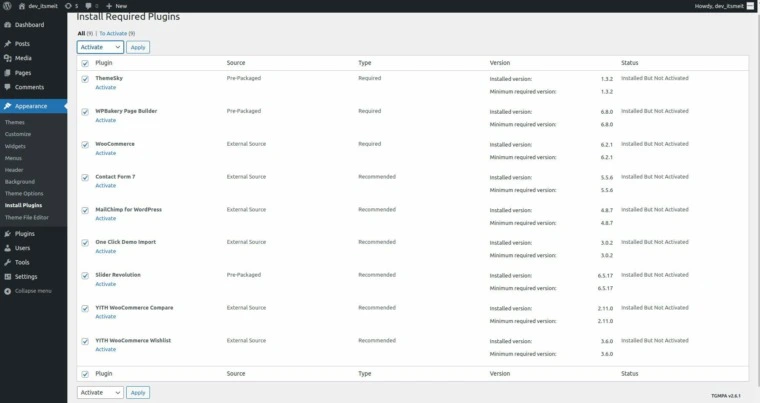 dev_itsmeit 5 0 New Howdy, dev_itsmeit
Dashboard
Posts
Media
Pages
Comments
Appearance
Themes
Customize
Widgets
Menus
Header
Background
Theme Options
Install Plugins
Theme File Editor
Plugins
Users
Tools
Settings
Collapse menu
Install Required Plugins
All (9) | To Activate (9)
Activate Apply
Plugin Source Type Version Status
ThemeSky Pre-Packaged Required Installed version: 1.3.2 Installed But Not Activated
Activate Minimum required version: 1.3.2
WPBakery Page Builder Pre-Packaged Required Installed version: 6.8.0 Installed But Not Activated
Activate Minimum required version: 6.8.0
WooCommerce External Source Required Installed version: 6.2.1 Installed But Not Activated
Activate Minimum required version: 6.2.1
Contact Form 7 External Source Recommended Installed version: 5.5.6 Installed But Not Activated
Activate Minimum required version: 5.5.6
MailChimp for WordPress External Source Recommended Installed version: 4.8.7 Installed But Not Activated
Activate Minimum required version: 4.8.7
One Click Demo Import External Source Recommended Installed version: 3.0.2 Installed But Not Activated
Activate Minimum required version: 3.0.2
Slider Revolution Pre-Packaged Recommended Installed version: 6.5.17 Installed But Not Activated
Activate Minimum required version: 6.5.17
YITH WooCommerce Compare External Source Recommended Installed version: 2.11.0 Installed But Not Activated
Activate Minimum required version: 2.11.0
YITH WooCommerce Wishlist External Source Recommended Installed version: 3.6.0 Installed But Not Activated
Activate Minimum required version: 3.6.0
Plugin Source Type Version Status
Activate Apply
TGMPA v2.6.1